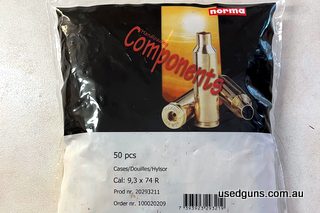 norma
Components
50 pcs
Cases/Douilles/Hylsor
Cal: 9,3 x 74 R
Prod nr. 20293211
Order nr. 100020209
usedguns.com.au